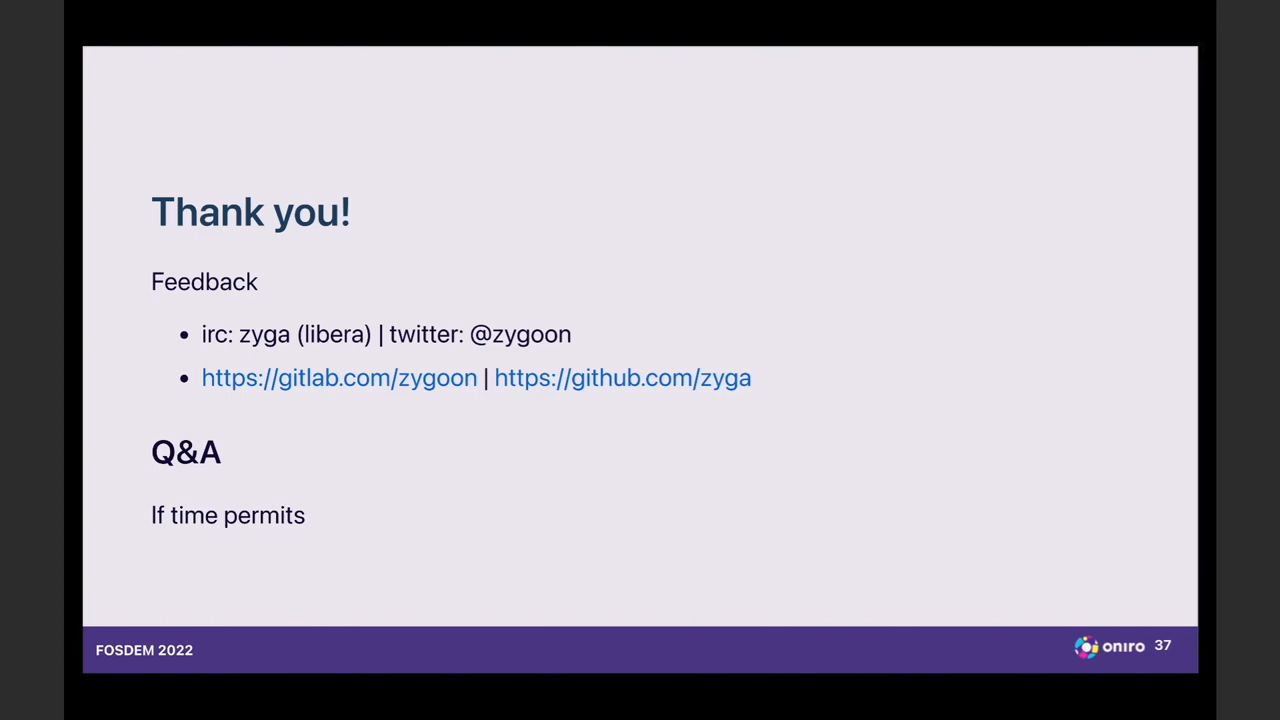 Thank you!
Feedback
• irc: zyga (libera) | twitter: @zygoon
• https://gitlab.com/zygoon | https://github.com/zyga
Q&A
If time permits
FOSDEM 2022
oniro 37